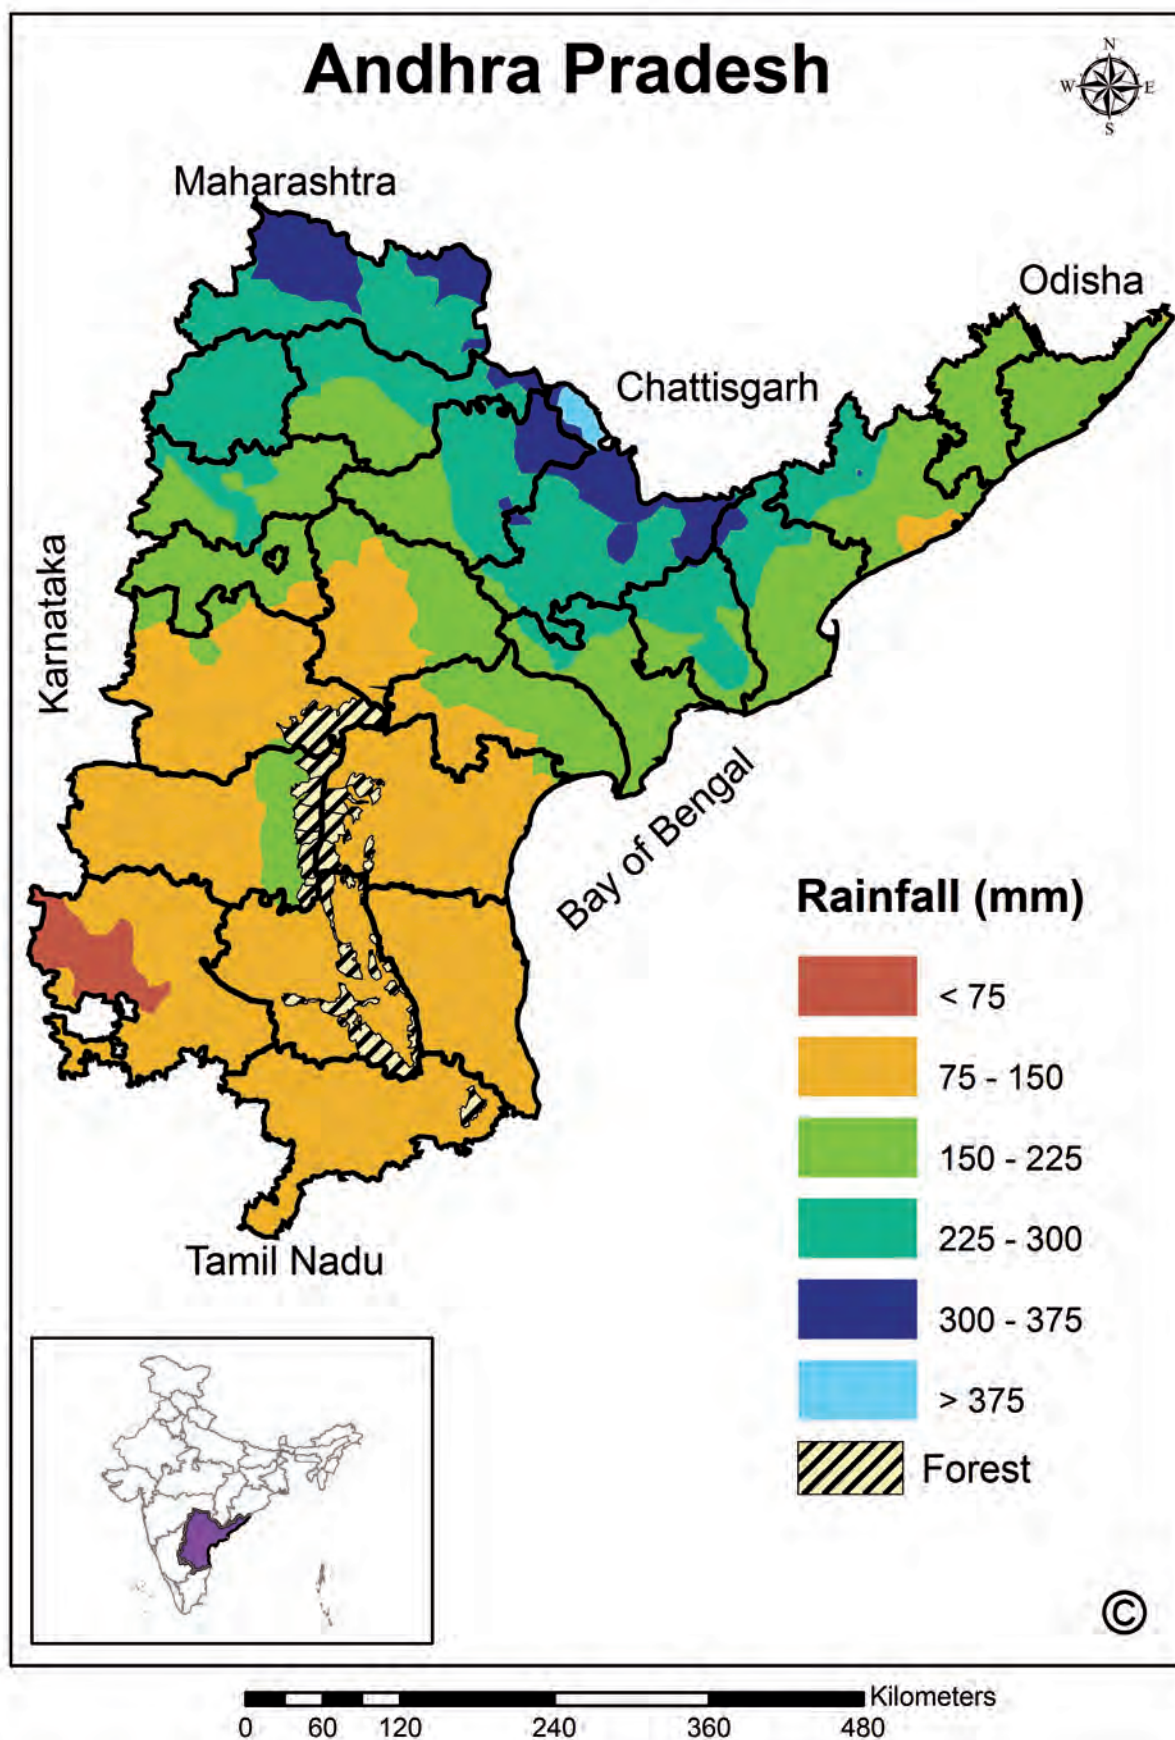 Andhra Pradesh
N
W
E
S
Maharashtra
Odisha
Chattisgarh
Karnataka
Bay of Bengal
Rainfall (mm)
< 75
75 - 150
150 - 225
225 - 300
300 - 375
> 375
Forest
Tamil Nadu
©
Kilometers
0 60 120 240 360 480